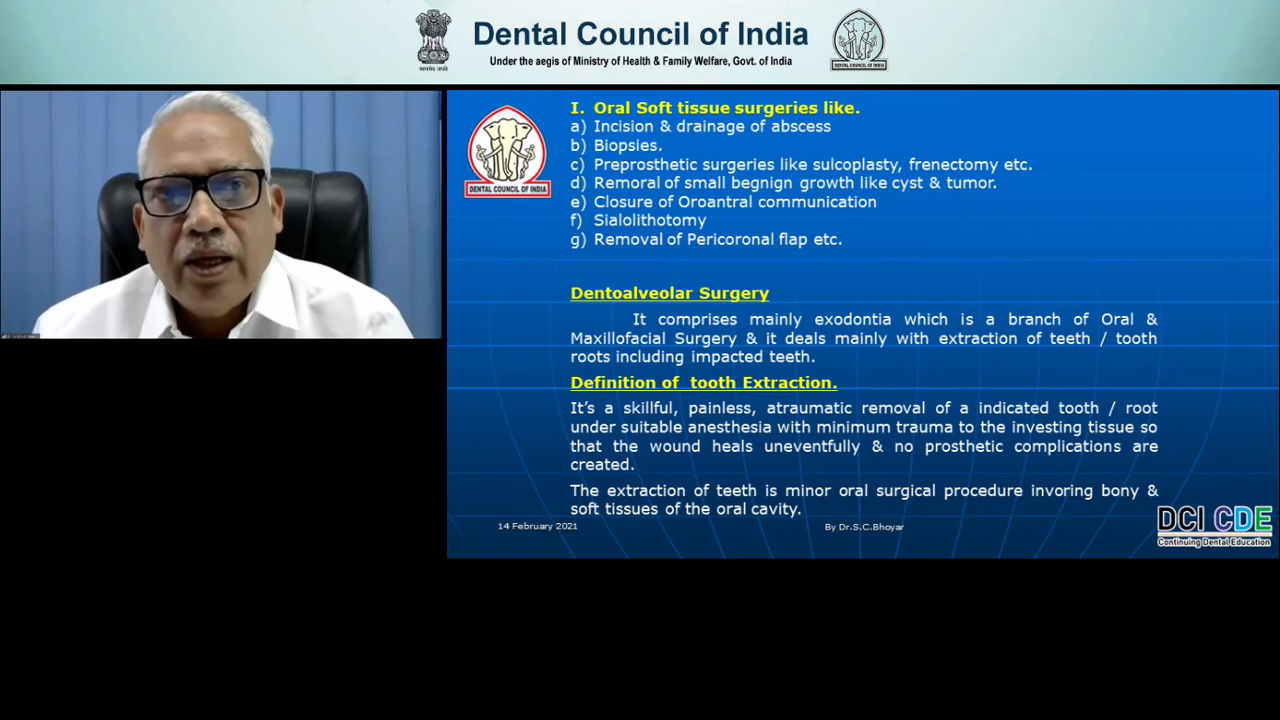 Dental Council of India
Under the aegis of Ministry of Health & Family Welfare, Govt. of India
सत्यमेव जयते
I. Oral Soft tissue surgeries like.
a) Incision & drainage of abscess
b) Biopsies.
c) Preprosthetic surgeries like sulcoplasty, frenectomy etc.
d) Remoral of small begnign growth like cyst & tumor.
e) Closure of Oroantral communication
f) Sialolithotomy
g) Removal of Pericoronal flap etc.
DENTAL COUNCIL OF INDIA
Dentoalveolar Surgery
It comprises mainly exodontia which is a branch of Oral &
Maxillofacial Surgery & it deals mainly with extraction of teeth / tooth
roots including impacted teeth.
Definition of tooth Extraction.
It's a skillful, painless, atraumatic removal of a indicated tooth / root
under suitable anesthesia with minimum trauma to the investing tissue so
that the wound heals uneventfully & no prosthetic complications are
created.
The extraction of teeth is minor oral surgical procedure invoring bony &
soft tissues of the oral cavity.
14 February 2021
By Dr.S.C.Bhoyar
DCI CDE
Continuing Dental Education